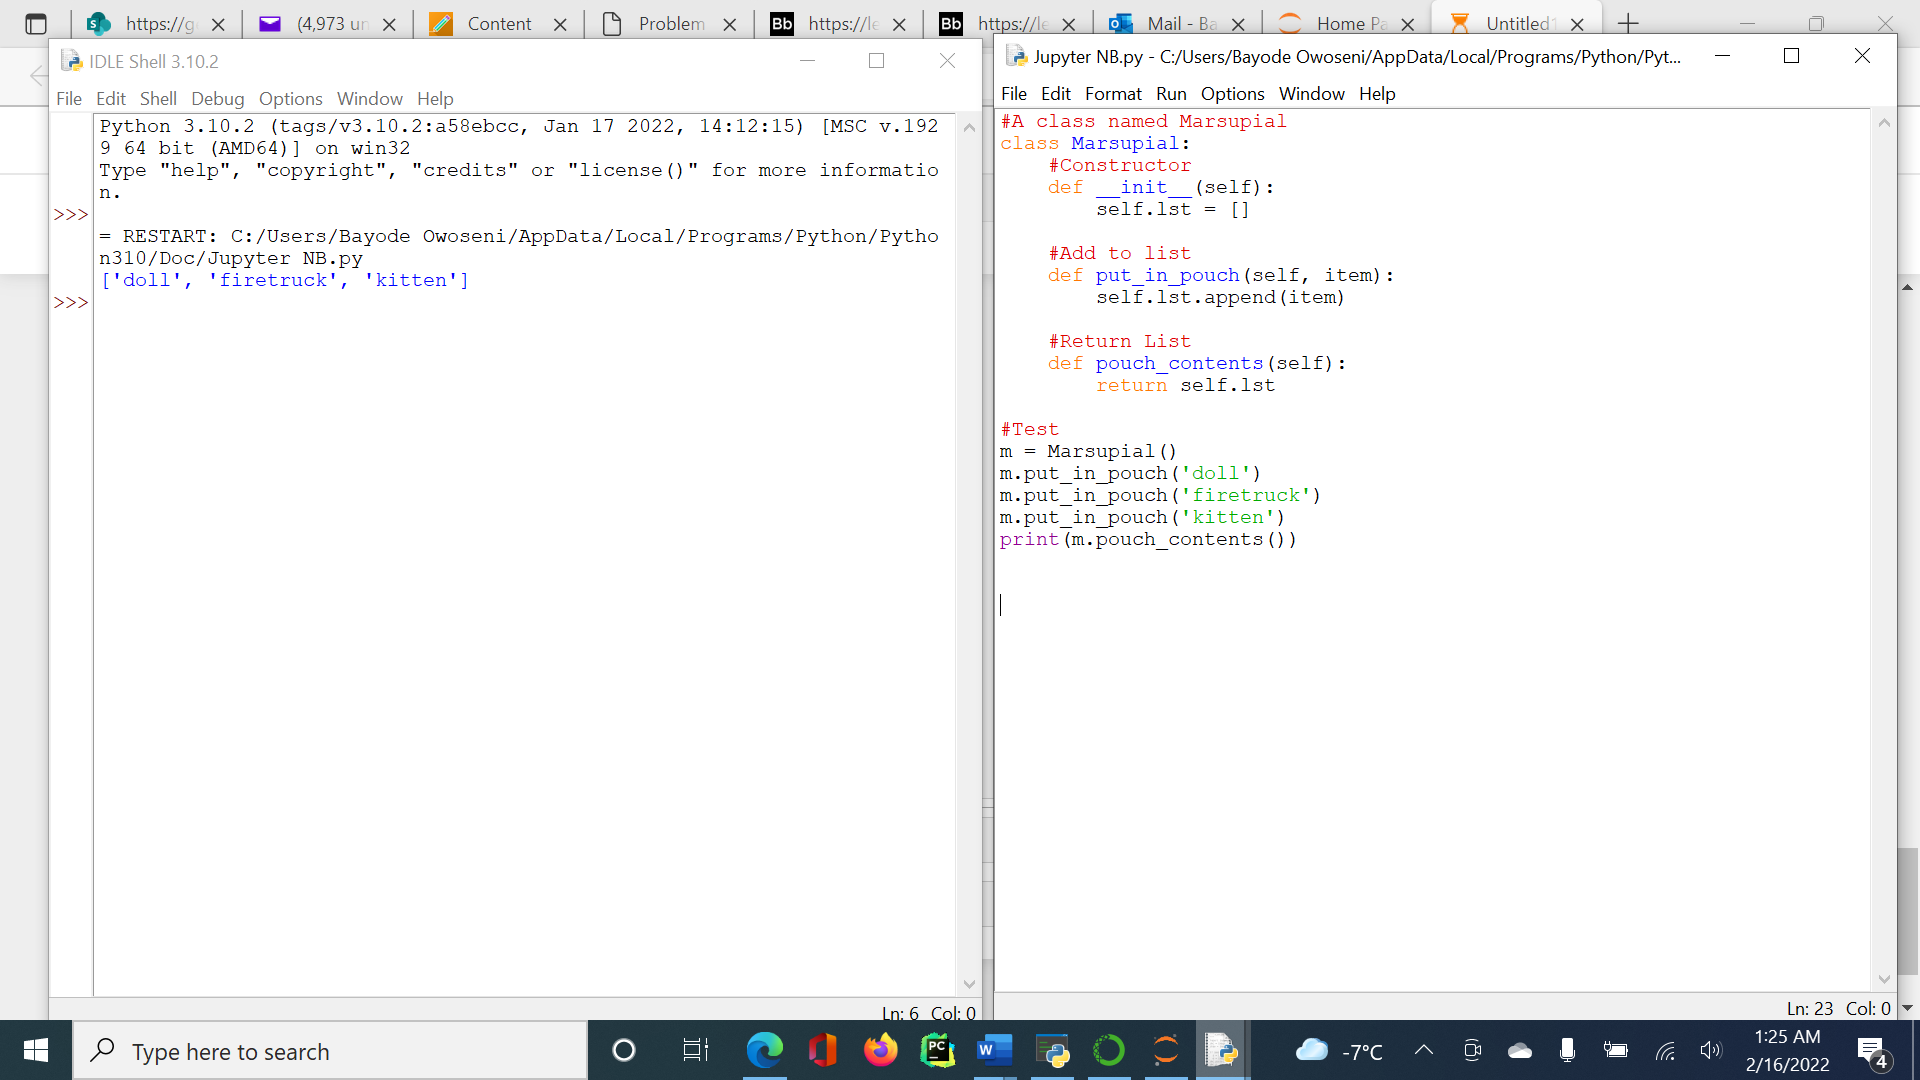 https://g
(4,973 un
Content
Problem
Bb
https://le
Bb
https://le
Mail - Ba
Home Pa
Untitled1
IDLE Shell 3.10.2
File Edit Shell Debug Options Window Help
Python 3.10.2 (tags/v3.10.2:a58ebcc, Jan 17 2022, 14:12:15) [MSC v.192
9 64 bit (AMD64)] on win32
Type "help", "copyright", "credits" or "license()" for more informatio
n.
>>>
= RESTART: C:/Users/Bayode Owoseni/AppData/Local/Programs/Python/Pytho
n310/Doc/Jupyter NB.py
['doll', 'firetruck', 'kitten']
>>>
Ln: 6 Col: 0
Jupyter NB.py - C:/Users/Bayode Owoseni/AppData/Local/Programs/Python/Pyt...
File Edit Format Run Options Window Help
#A class named Marsupial
class Marsupial:
    #Constructor
    def __init__(self):
        self.lst = []
    #Add to list
    def put_in_pouch(self, item):
        self.lst.append(item)
    #Return List
    def pouch_contents(self):
        return self.lst
#Test
m = Marsupial()
m.put_in_pouch('doll')
m.put_in_pouch('firetruck')
m.put_in_pouch('kitten')
print(m.pouch_contents())
Ln: 23 Col: 0
Type here to search
-7°C
1:25 AM
2/16/2022
4